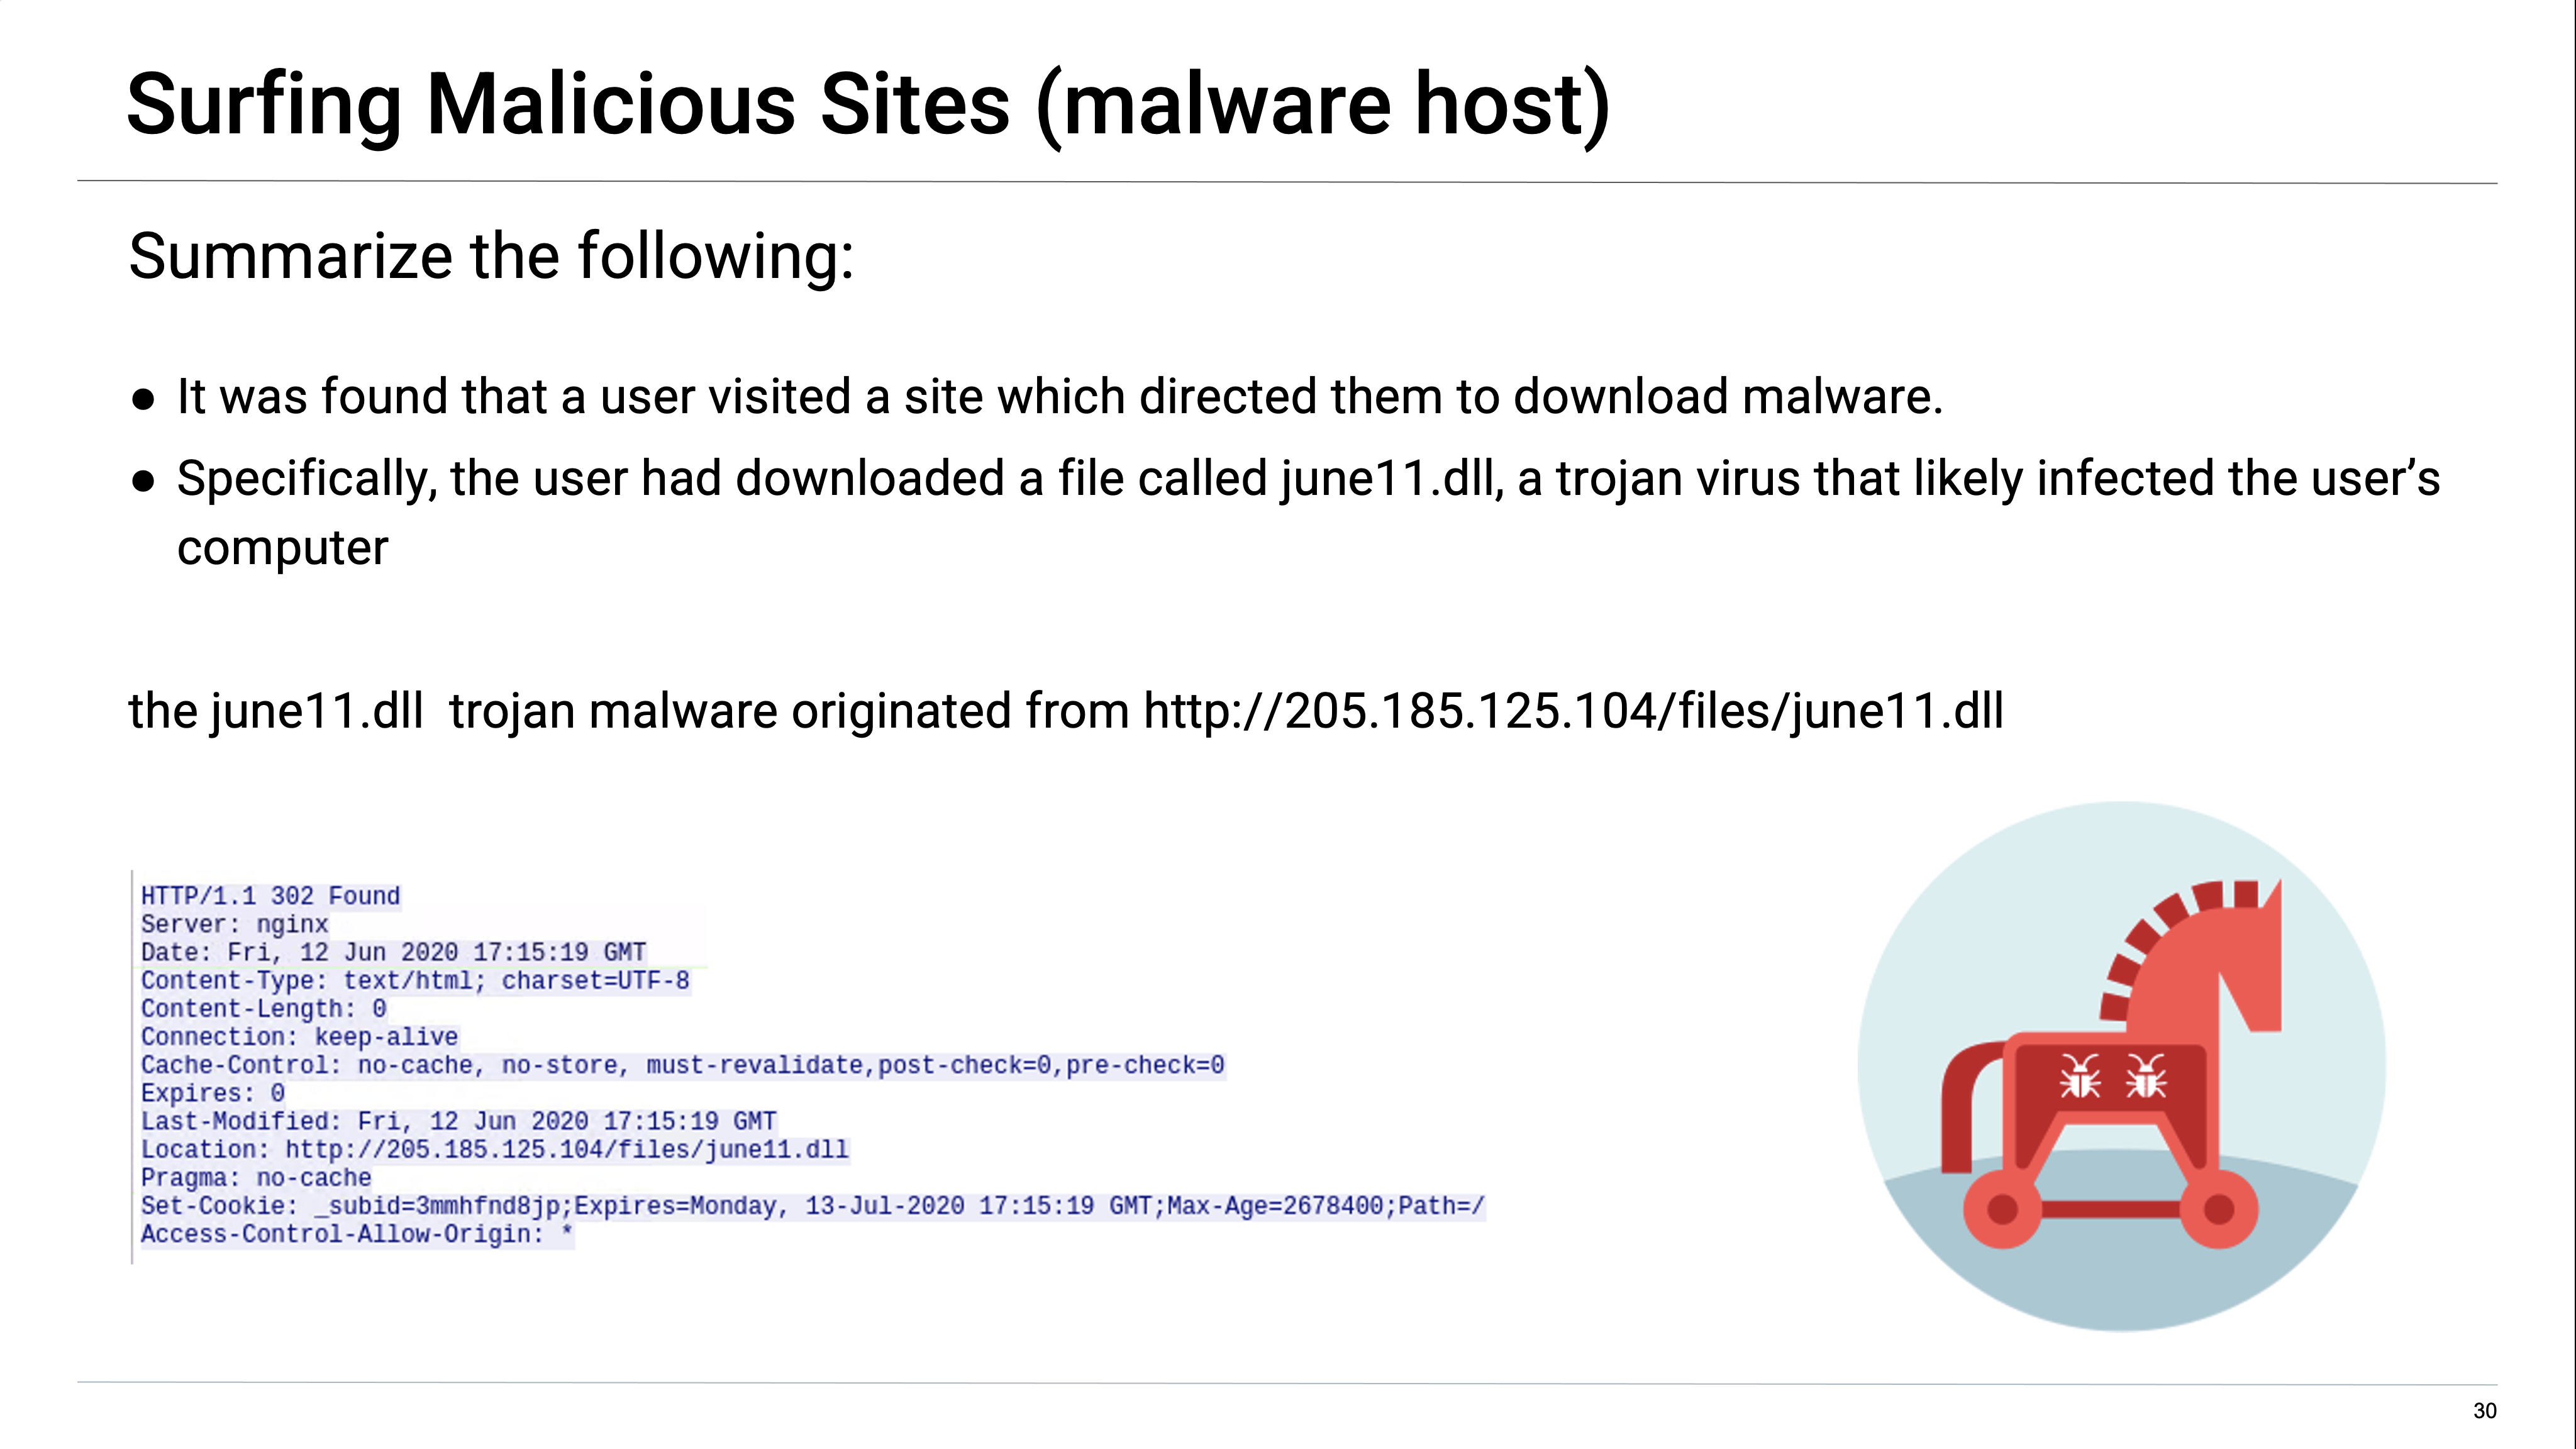 Surfing Malicious Sites (malware host)
Summarize the following:
● It was found that a user visited a site which directed them to download malware.
● Specifically, the user had downloaded a file called june11.dll, a trojan virus that likely infected the user’s
computer
the june11.dll  trojan malware originated from http://205.185.125.104/files/june11.dll
HTTP/1.1 302 Found
Server: nginx
Date: Fri, 12 Jun 2020 17:15:19 GMT
Content-Type: text/html; charset=UTF-8
Content-Length: 0
Connection: keep-alive
Cache-Control: no-cache, no-store, must-revalidate,post-check=0,pre-check=0
Expires: 0
Last-Modified: Fri, 12 Jun 2020 17:15:19 GMT
Location: http://205.185.125.104/files/june11.dll
Pragma: no-cache
Set-Cookie: _subid=3mmhfnd8jp;Expires=Monday, 13-Jul-2020 17:15:19 GMT;Max-Age=2678400;Path=/
Access-Control-Allow-Origin: *
30